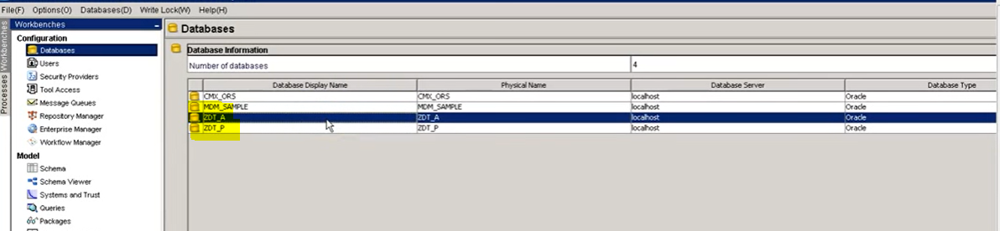 File(F) Options(O) Databases(D) Write Lock(W) Help(H)
Workbenches
Processes
Workbenches
Configuration
Databases
Users
Security Providers
Tool Access
Message Queues
Repository Manager
Enterprise Manager
Workflow Manager
Model
Schema
Schema Viewer
Systems and Trust
Queries
Packages
Databases
Database Information
Number of databases 4
Database Display Name Physical Name Database Server Database Type
CMX_ORS CMX_ORS localhost Oracle
MDM_SAMPLE MDM_SAMPLE localhost Oracle
ZDT_A ZDT_A localhost Oracle
ZDT_P ZDT_P localhost Oracle